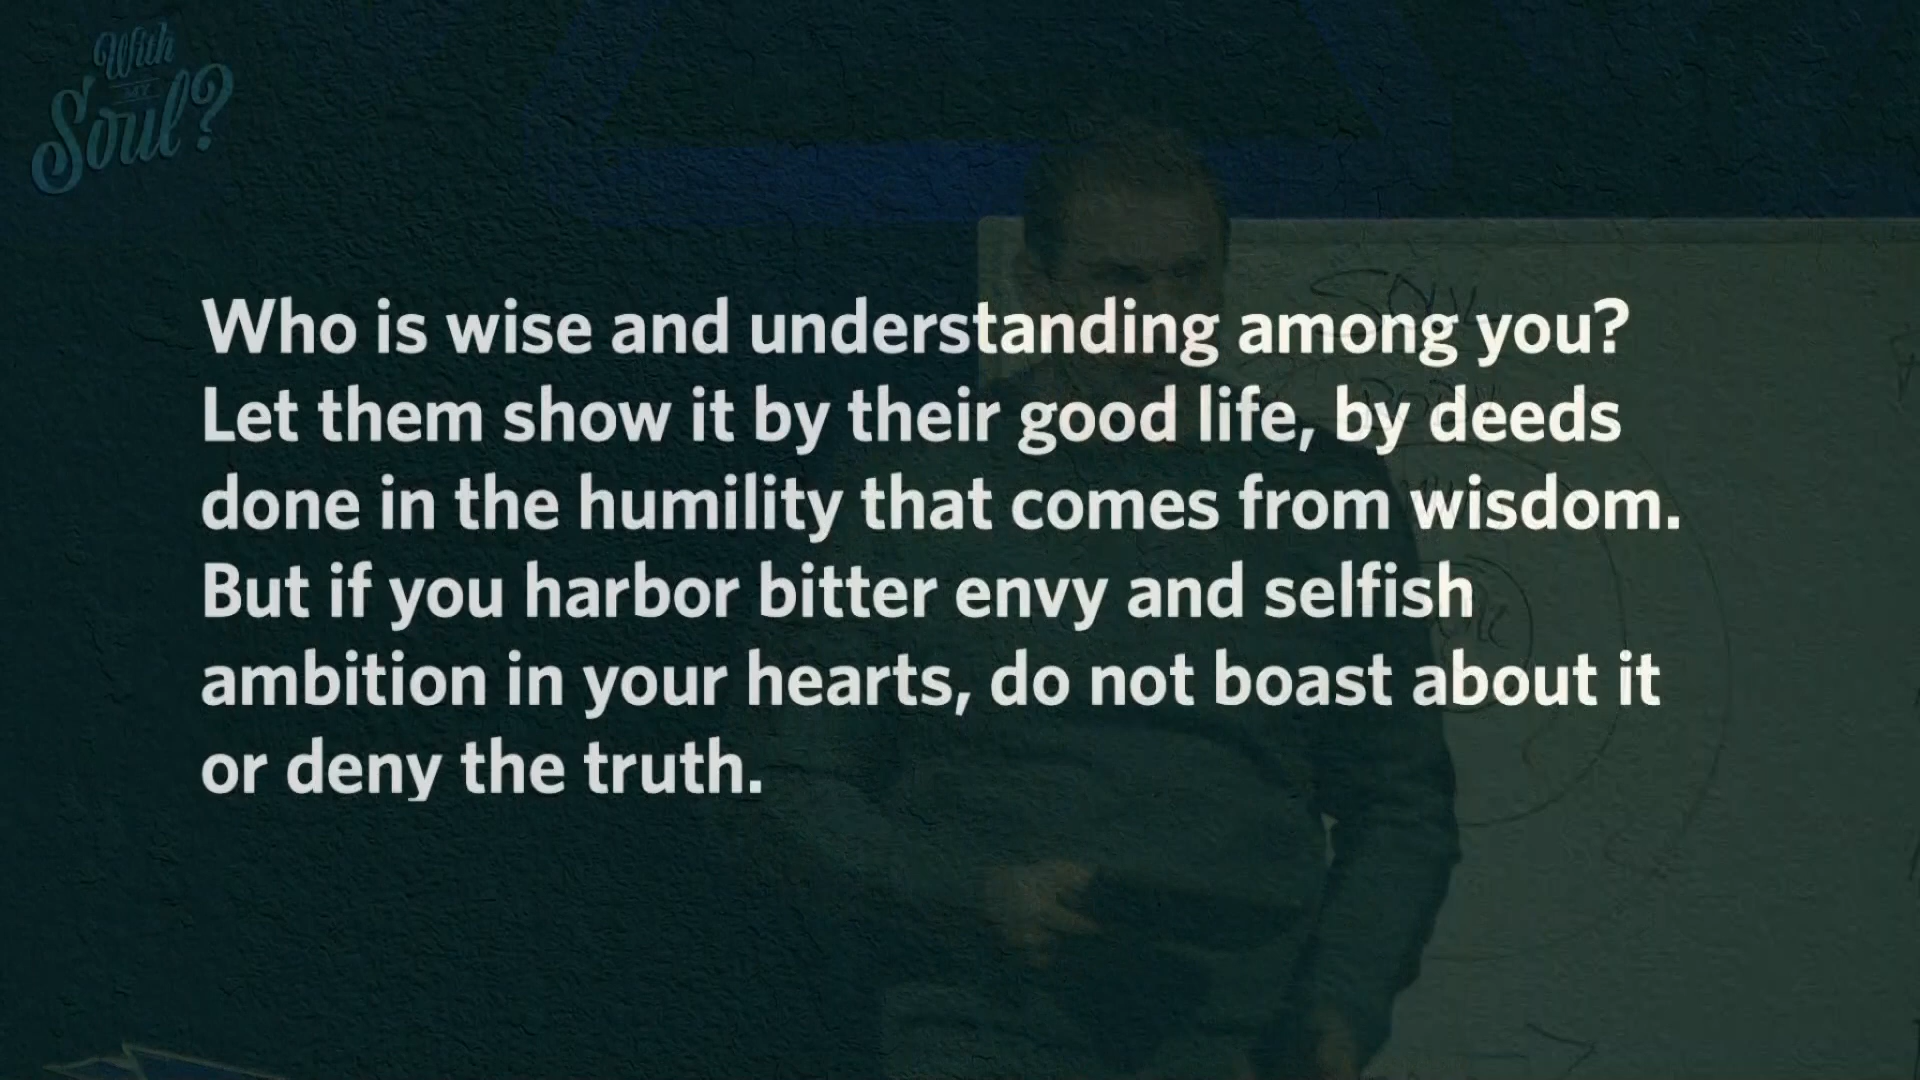 With
MY
Soul?
SOUL
Who is wise and understanding among you?
Let them show it by their good life, by deeds
done in the humility that comes from wisdom.
But if you harbor bitter envy and selfish
ambition in your hearts, do not boast about it
or deny the truth.